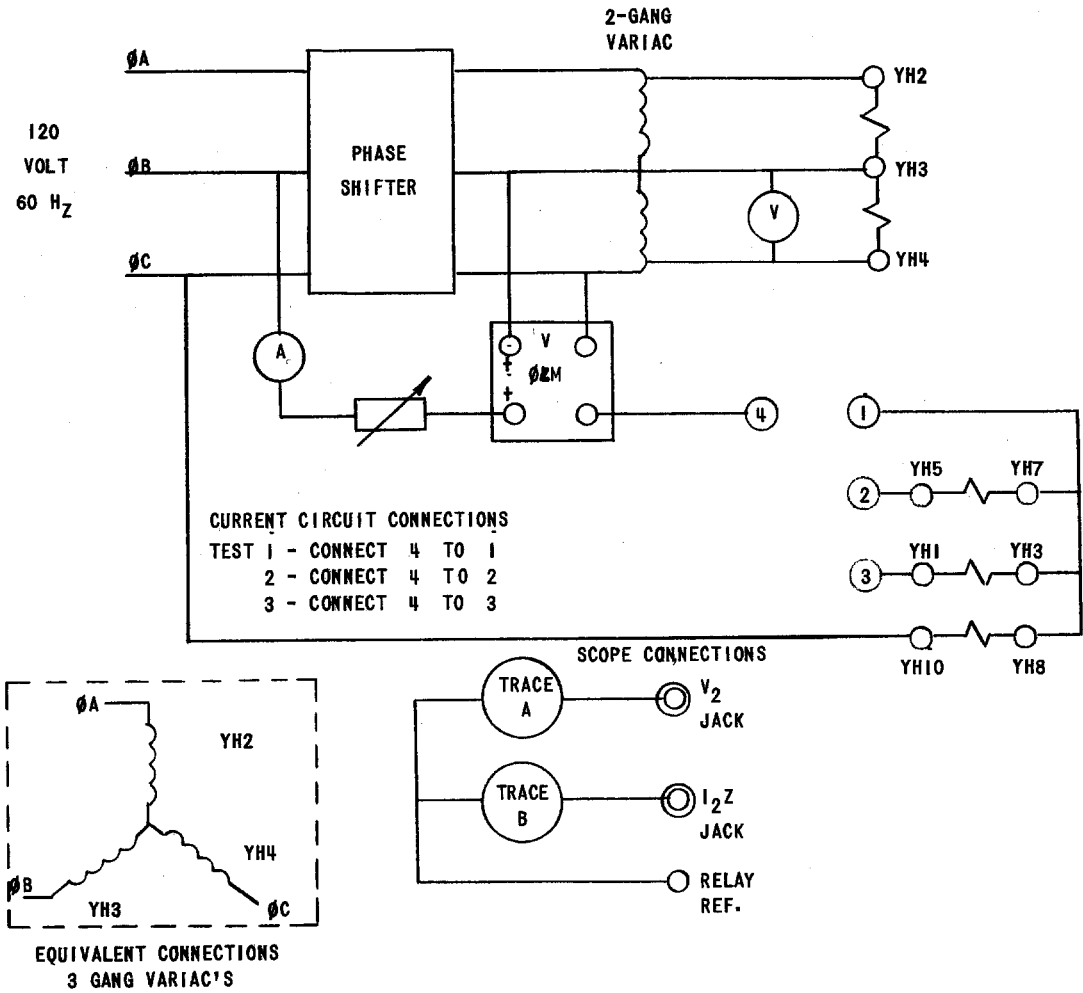 2-GANG
VARIAC
ØA
YH2
120
VOLT
60 HZ
ØB
PHASE
SHIFTER
YH3
V
ØC
YH4
A
V
±
+
4
1
YH5
YH7
2
CURRENT CIRCUIT CONNECTIONS
TEST 1 - CONNECT 4 TO 1
2 - CONNECT 4 TO 2
3 - CONNECT 4 TO 3
YH1
YH3
3
YH10
YH8
SCOPE CONNECTIONS
TRACE
A
V2
JACK
TRACE
B
I2Z
JACK
RELAY
REF.
ØA
YH2
YH4
ØB
YH3
ØC
EQUIVALENT CONNECTIONS
3 GANG VARIAC'S